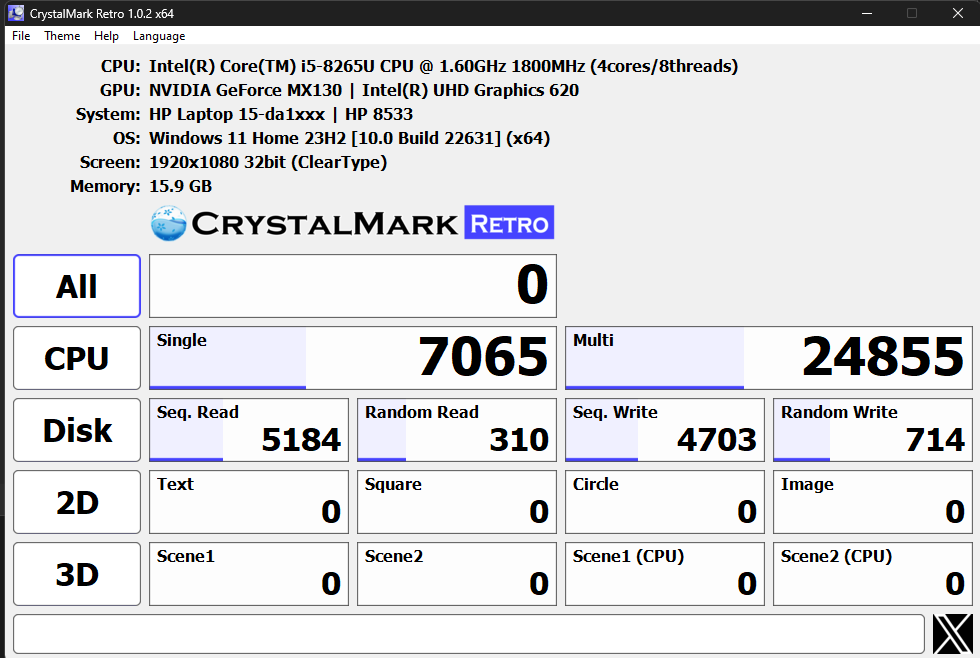 CrystalMark Retro 1.0.2 x64
File Theme Help Language
CPU: Intel(R) Core(TM) i5-8265U CPU @ 1.60GHz 1800MHz (4cores/8threads)
GPU: NVIDIA GeForce MX130 | Intel(R) UHD Graphics 620
System: HP Laptop 15-da1xxx | HP 8533
OS: Windows 11 Home 23H2 [10.0 Build 22631] (x64)
Screen: 1920x1080 32bit (ClearType)
Memory: 15.9 GB
CRYSTALMARK RETRO
All 0
CPU Single 7065 Multi 24855
Disk Seq. Read 5184 Random Read 310 Seq. Write 4703 Random Write 714
2D Text 0 Square 0 Circle 0 Image 0
3D Scene1 0 Scene2 0 Scene1 (CPU) 0 Scene2 (CPU) 0
X